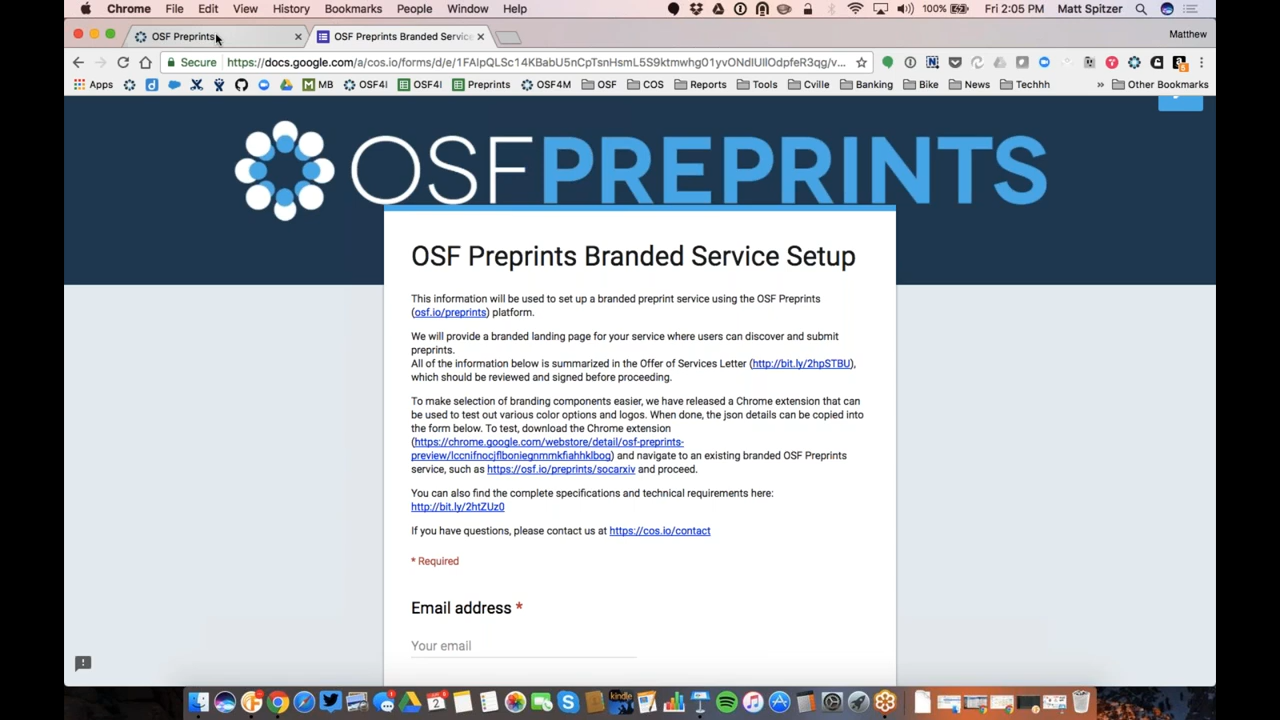 Chrome File Edit View History Bookmarks People Window Help 100% Fri 2:05 PM Matt Spitzer
OSF Preprints OSF Preprints Branded Service Matthew
Secure https://docs.google.com/a/cos.io/forms/d/e/1FAIpQLSc14KBabU5nCpTsnHsmL5S9ktmwhg01yvONdIUIlOdpfeR3qg/v...
Apps MB OSF4I OSF4I Preprints OSF4M OSF COS Reports Tools Cville Banking Bike News Techhh » Other Bookmarks
OSFPREPRINTS
OSF Preprints Branded Service Setup
This information will be used to set up a branded preprint service using the OSF Preprints
(osf.io/preprints) platform.
We will provide a branded landing page for your service where users can discover and submit
preprints.
All of the information below is summarized in the Offer of Services Letter (http://bit.ly/2hpSTBU),
which should be reviewed and signed before proceeding.
To make selection of branding components easier, we have released a Chrome extension that can
be used to test out various color options and logos. When done, the json details can be copied into
the form below. To test, download the Chrome extension
(https://chrome.google.com/webstore/detail/osf-preprints-
preview/lccnifnocjflboniegnmmkfiahhklbog) and navigate to an existing branded OSF Preprints
service, such as https://osf.io/preprints/socarxiv and proceed.
You can also find the complete specifications and technical requirements here:
http://bit.ly/2htZUz0
If you have questions, please contact us at https://cos.io/contact
* Required
Email address *
Your email